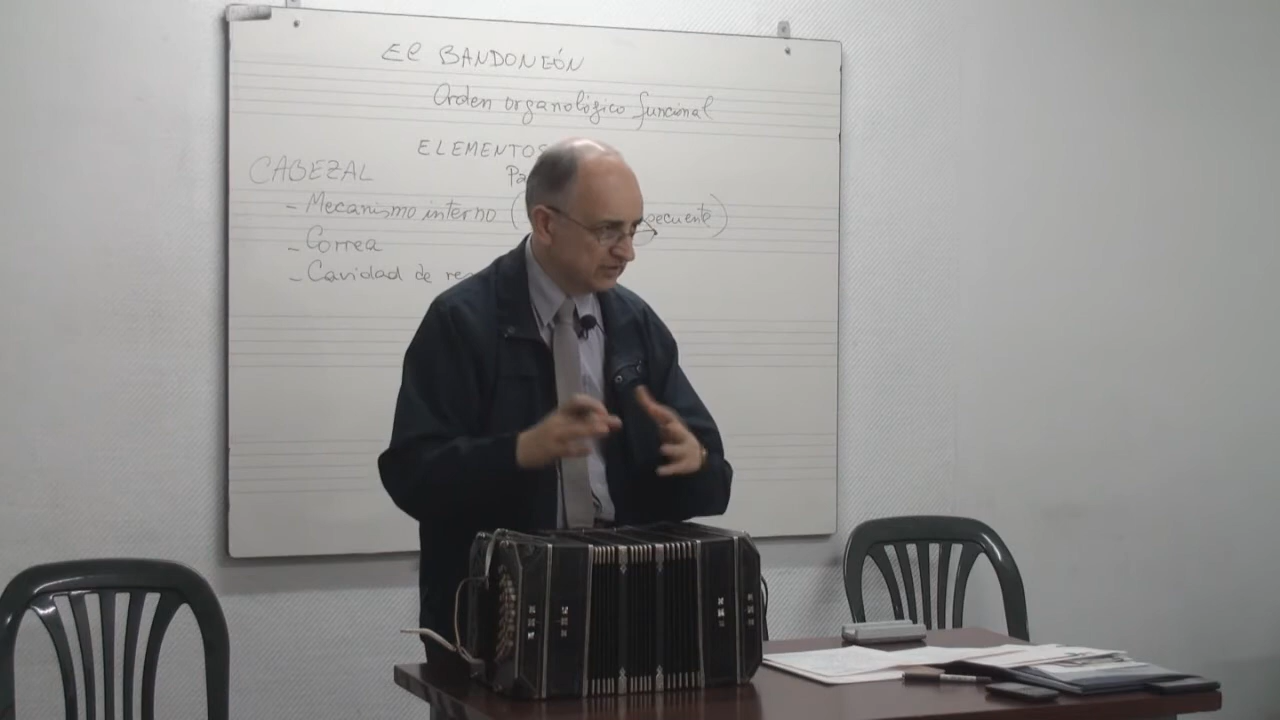 El BANDONEÓN
Orden organológico funcional
ELEMENTOS
CABEZAL
- Mecanismo interno (
- Correa
- Cavidad de